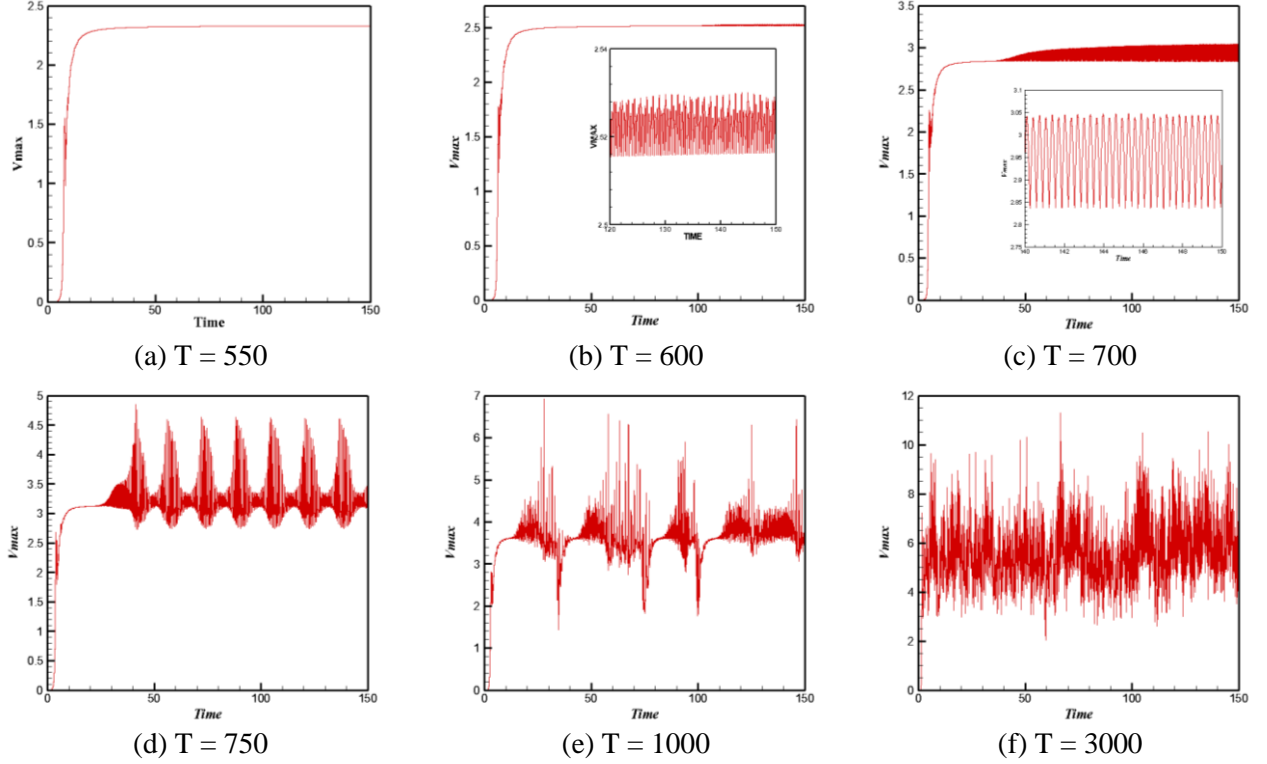 2.5
2
1.5
1
0.5
0
Vmax
0 50 100 150
Time
(a) T = 550
2.5
2
1.5
1
0.5
0
Vmax
0 50 100 150
Time
2.54
2.52
2.5
VMAX
120 130 140 150
TIME
(b) T = 600
3.5
3
2.5
2
1.5
1
0.5
0
Vmax
0 50 100 150
Time
3.1
3.05
3
2.95
2.9
2.85
2.8
2.75
Vmax
140 142 144 146 148 150
Time
(c) T = 700
5
4.5
4
3.5
3
2.5
2
1.5
1
0.5
0
Vmax
0 50 100 150
Time
(d) T = 750
7
6
5
4
3
2
1
0
Vmax
0 50 100 150
Time
(e) T = 1000
12
10
8
6
4
2
0
Vmax
0 50 100 150
Time
(f) T = 3000